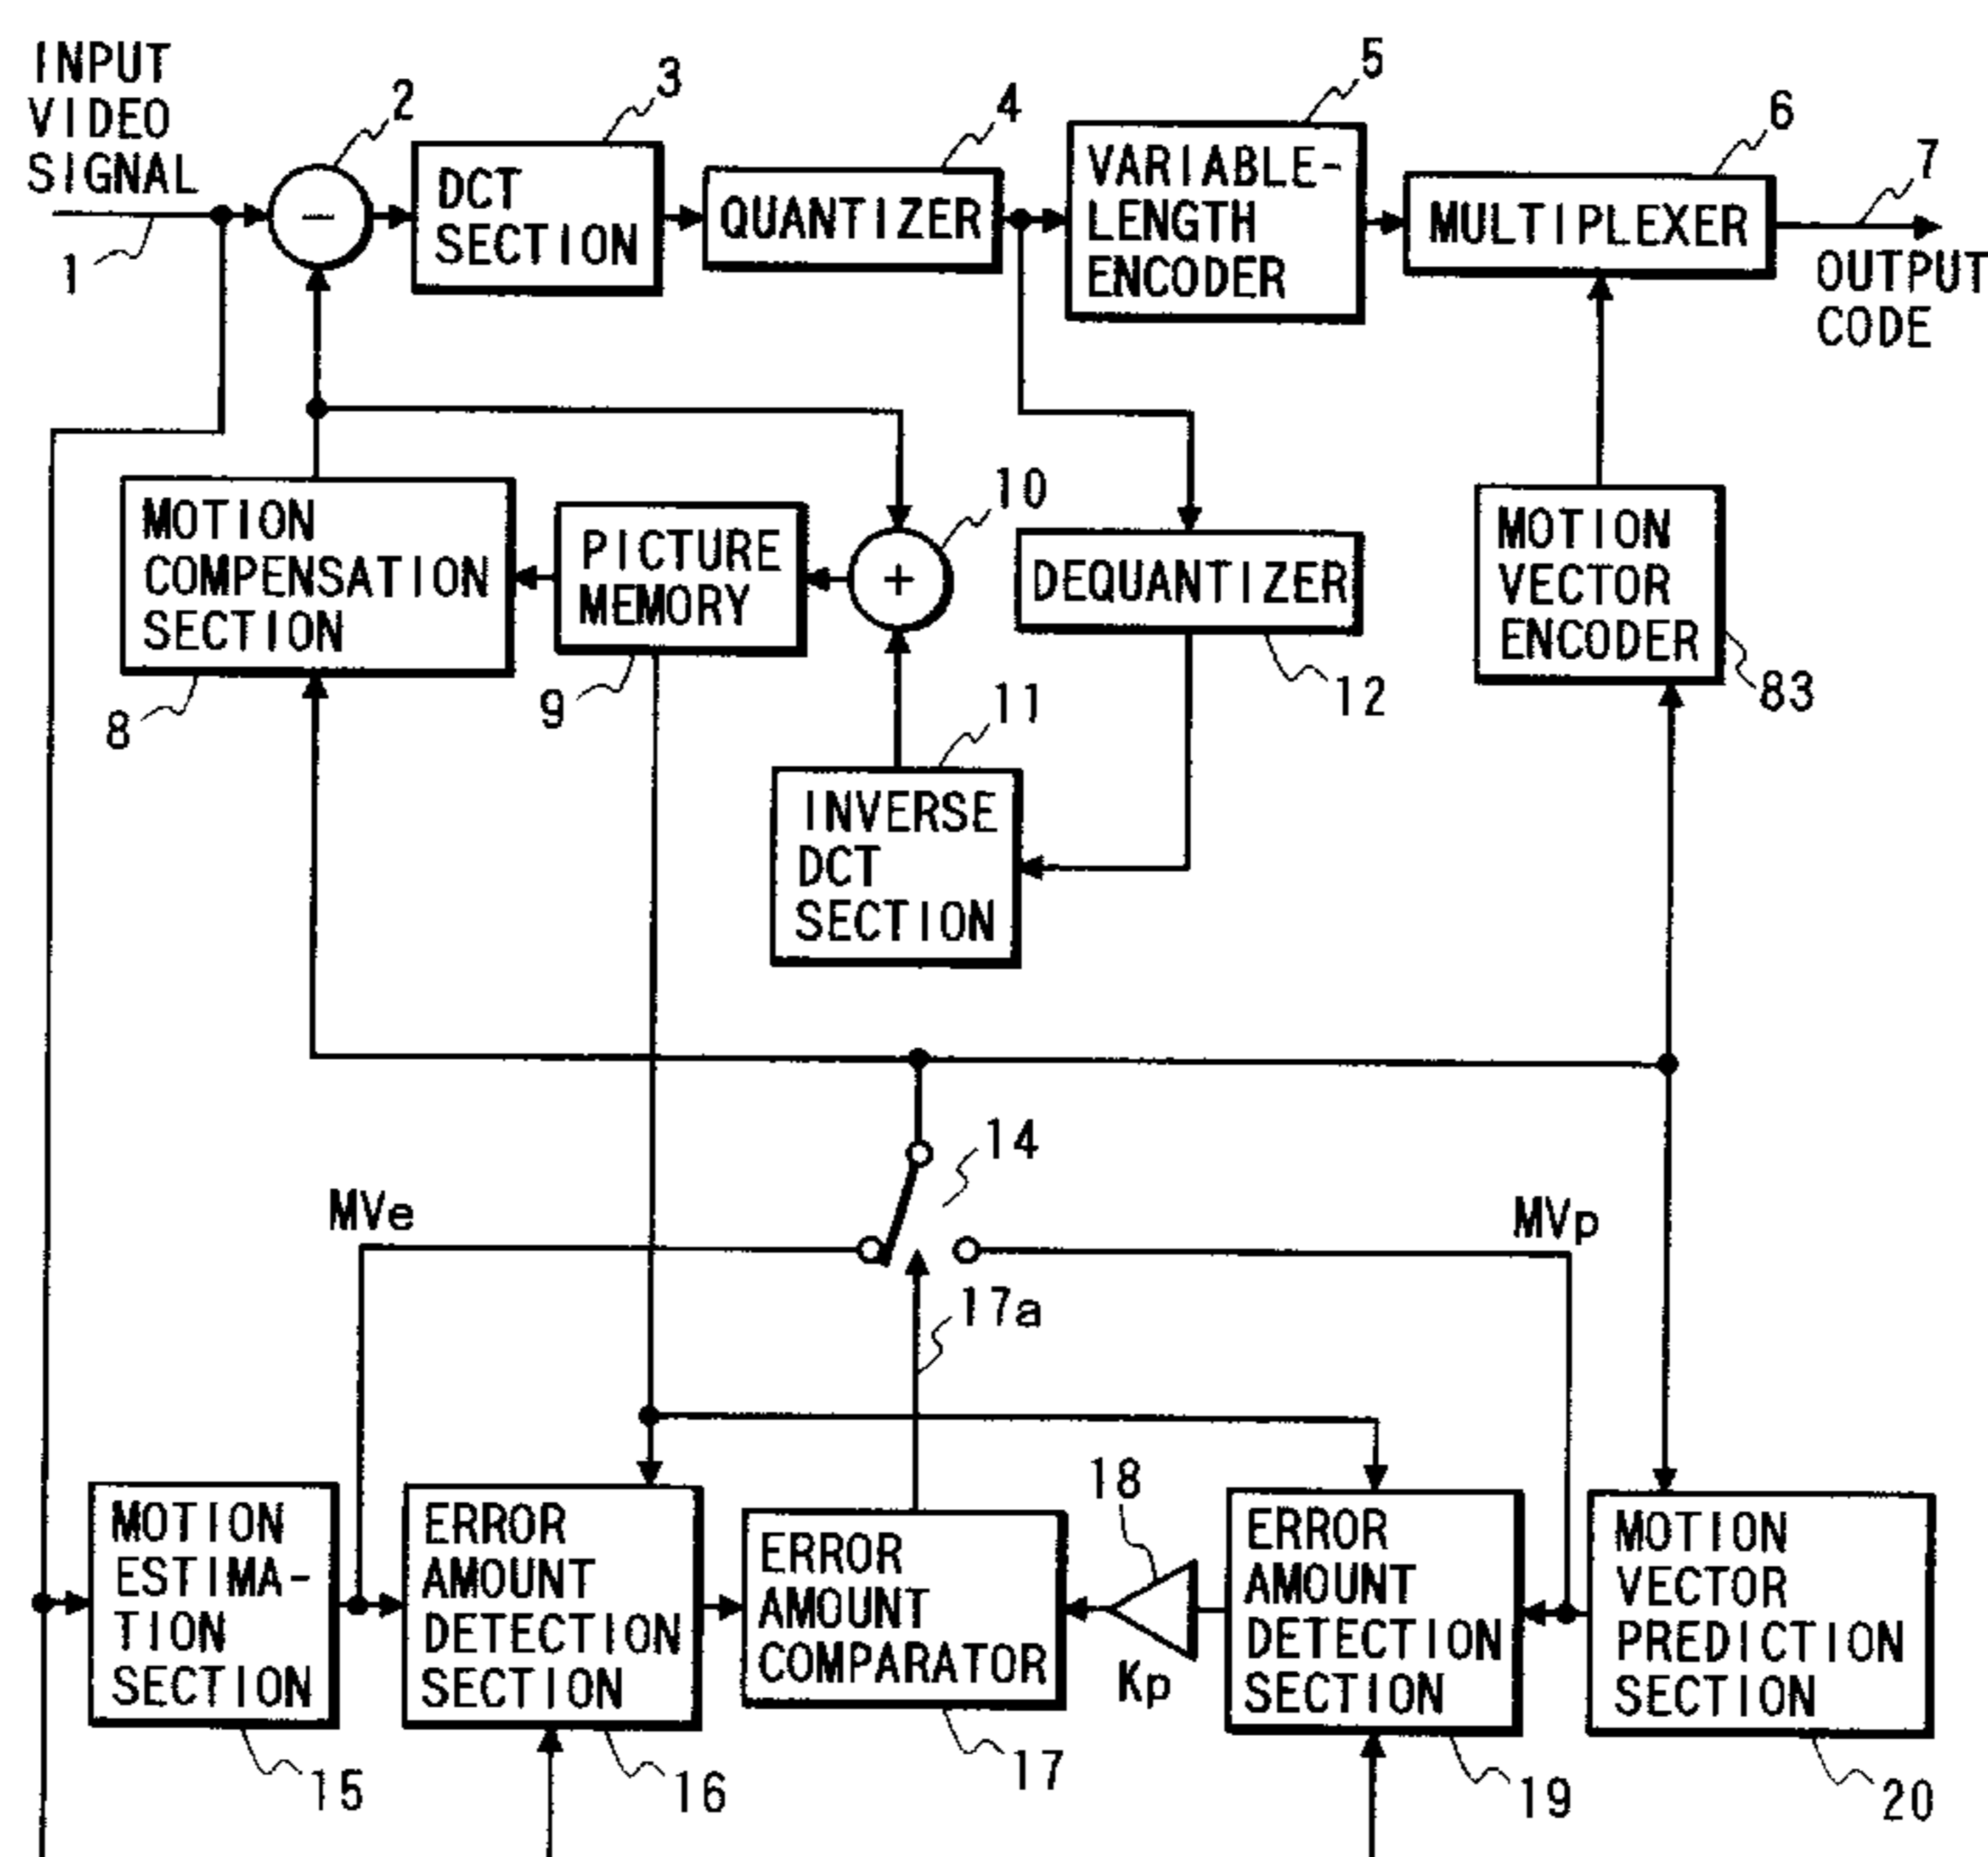 INPUT
VIDEO
SIGNAL
1
2
3
DCT
SECTION
4
QUANTIZER
5
VARIABLE-
LENGTH
ENCODER
6
MULTIPLEXER
7
OUTPUT
CODE
−
MOTION
COMPENSATION
SECTION
8
PICTURE
MEMORY
9
10
+
DEQUANTIZER
12
MOTION
VECTOR
ENCODER
83
11
INVERSE
DCT
SECTION
14
MVe
MVp
17a
MOTION
ESTIMA-
TION
SECTION
15
ERROR
AMOUNT
DETECTION
SECTION
16
ERROR
AMOUNT
COMPARATOR
17
18
Kp
ERROR
AMOUNT
DETECTION
SECTION
19
MOTION
VECTOR
PREDICTION
SECTION
20